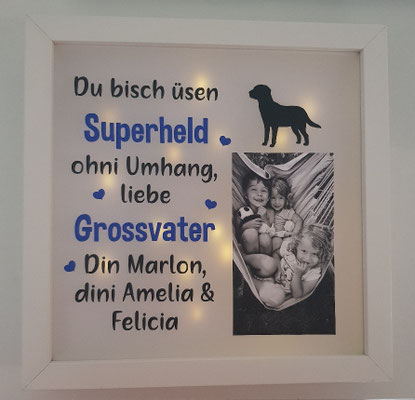 Du bisch üsen
Superheld
ohni Umhang,
liebe
Grossvater
Din Marlon,
dini Amelia &
Felicia